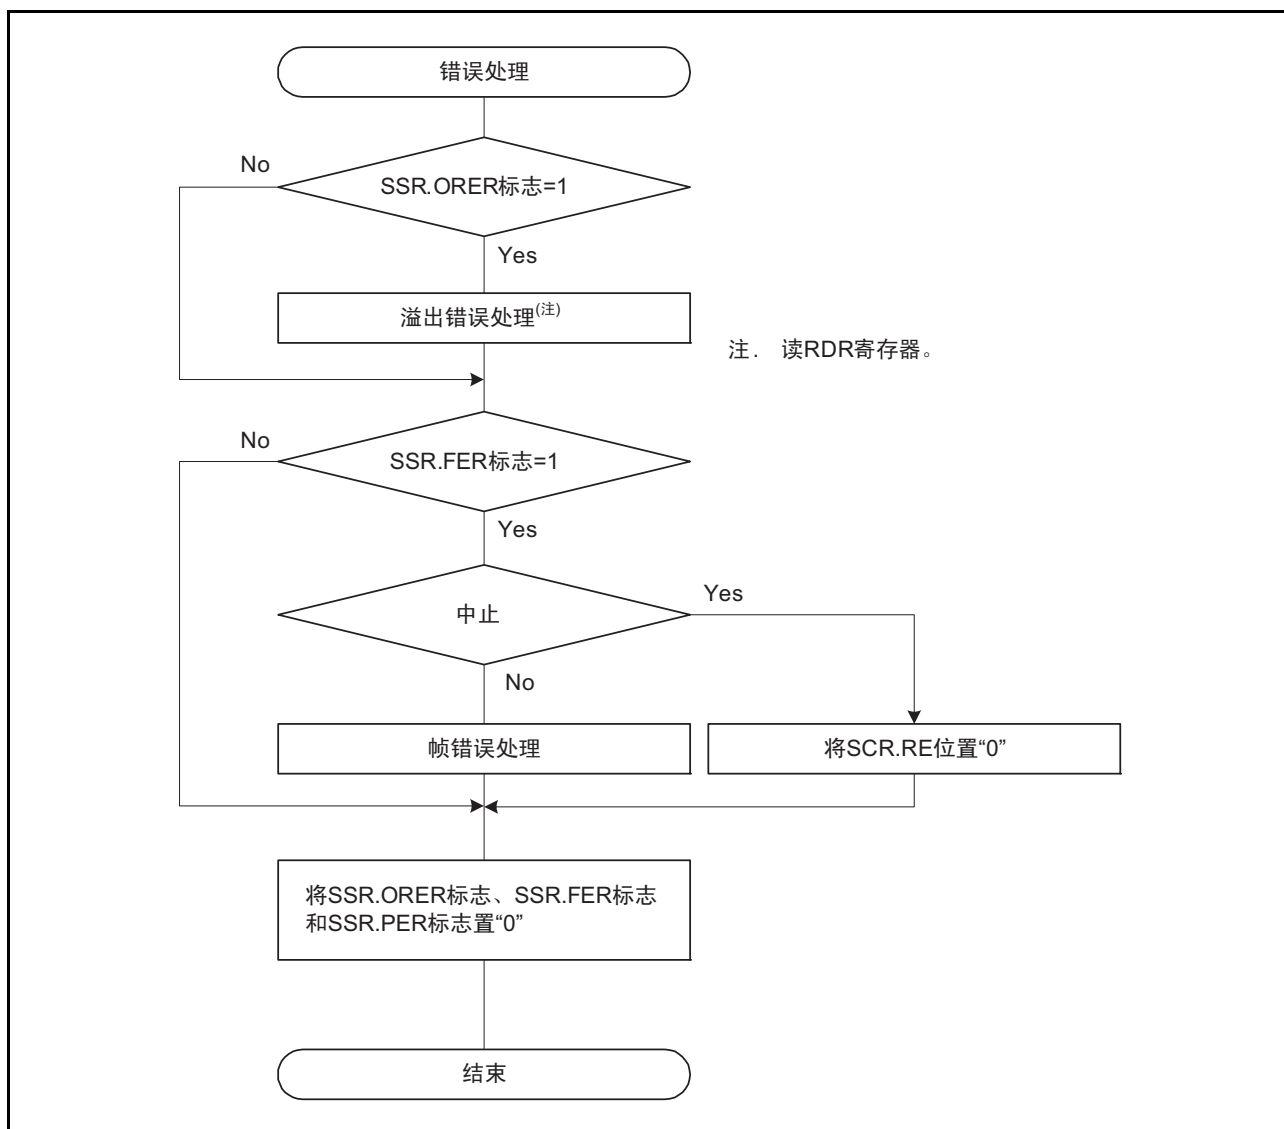 错误处理
No
SSR.ORER标志=1
Yes
溢出错误处理(注)
注. 读RDR寄存器。
No
SSR.FER标志=1
Yes
中止
Yes
No
帧错误处理
将SCR.RE位置“0”
将SSR.ORER标志、SSR.FER标志
和SSR.PER标志置“0”
结束